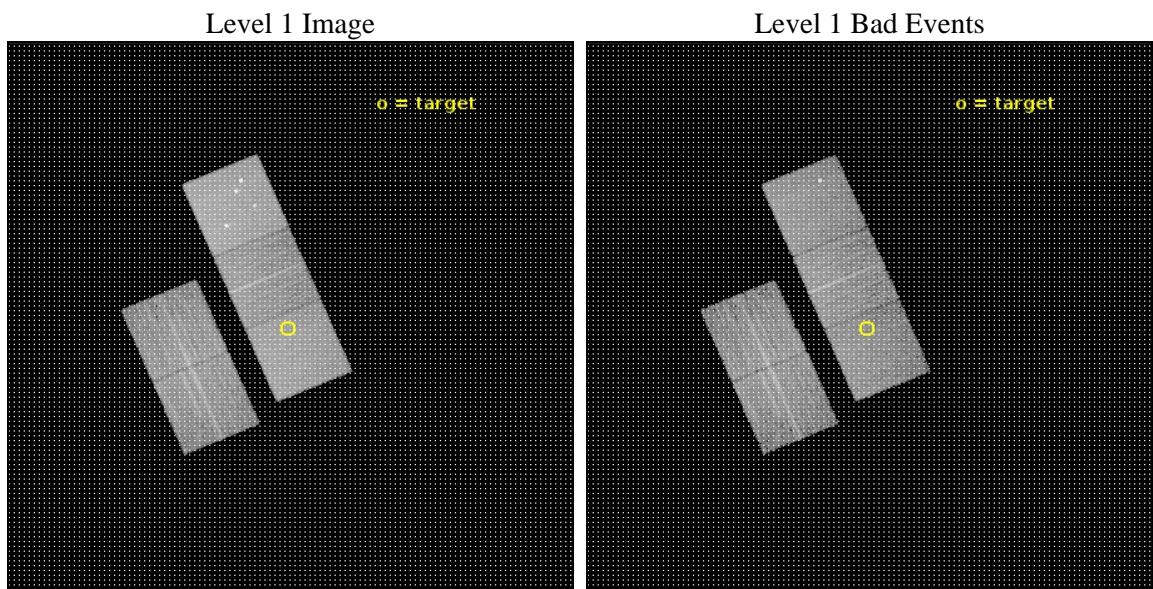 Level 1 Image
Level 1 Bad Events
o = target
o = target